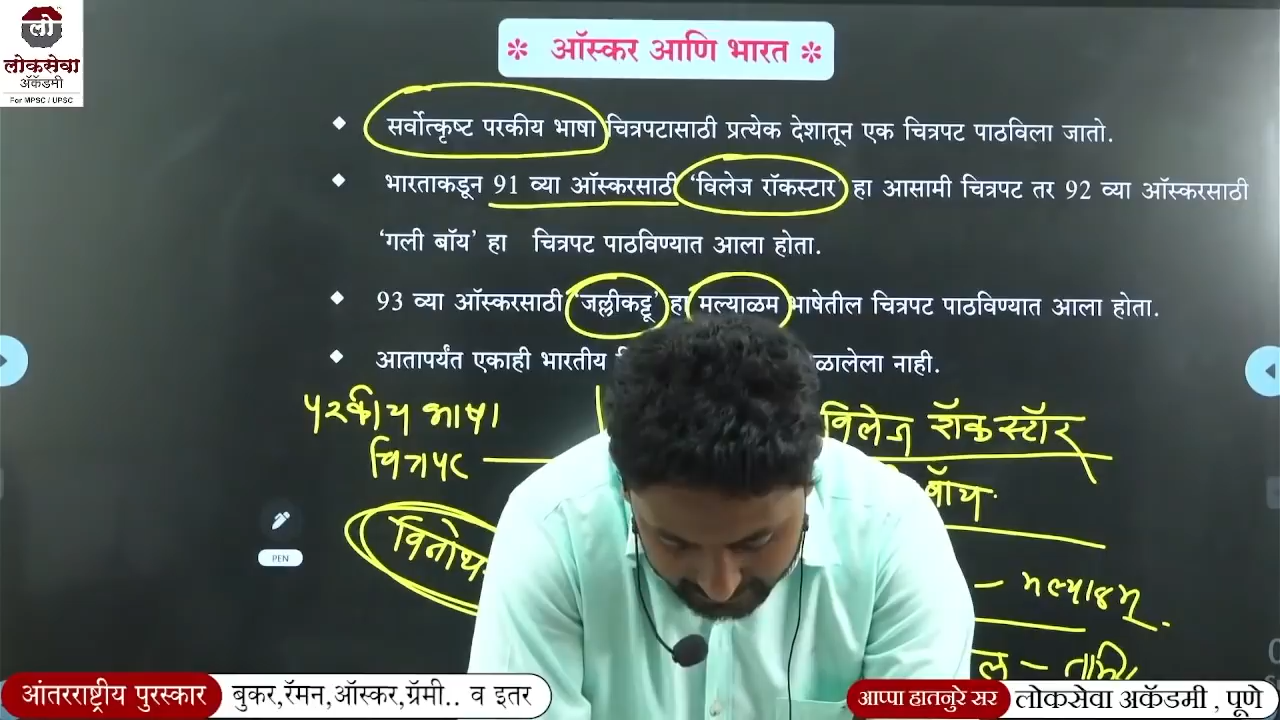 लो
लोकसेवा
अ‍ॅकॅडमी
For MPSC / UPSC
* ऑस्कर आणि भारत *
सर्वोत्कृष्ट परकीय भाषा चित्रपटासाठी प्रत्येक देशातून एक चित्रपट पाठविला जातो.
भारताकडून 91 व्या ऑस्करसाठी ‘विलेज रॉकस्टार’ हा आसामी चित्रपट तर 92 व्या ऑस्करसाठी
‘गली बॉय’ हा चित्रपट पाठविण्यात आला होता.
93 व्या ऑस्करसाठी ‘जल्लीकट्टू’ हा मल्याळम भाषेतील चित्रपट पाठविण्यात आला होता.
आतापर्यंत एकाही भारतीय ळालेला नाही.
परकीय भाषा विलेज रॉकस्टॉर
चित्रपट बॉय
– मल्याळम्
PEN
आंतरराष्ट्रीय पुरस्कार बुकर,रॅमन,ऑस्कर,ग्रॅमी.. व इतर
आप्पा हातनुरे सर लोकसेवा अकॅडमी , पूणे